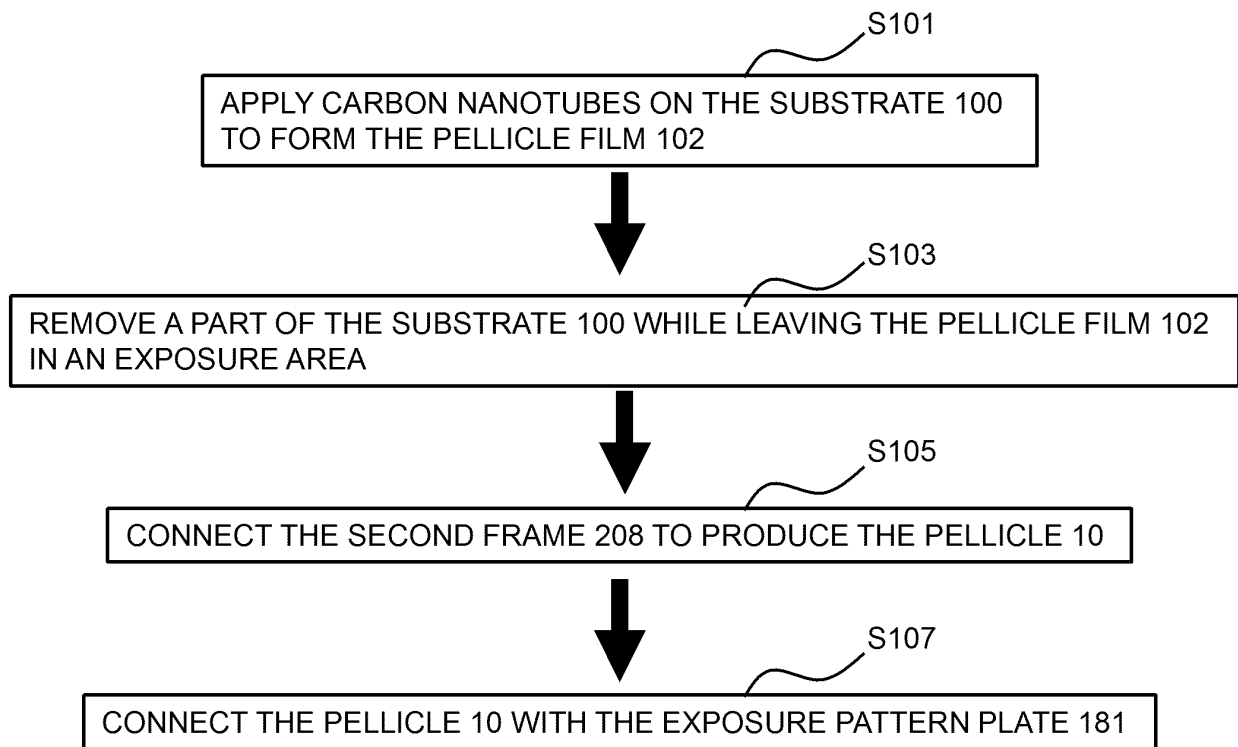 S101
APPLY CARBON NANOTUBES ON THE SUBSTRATE 100
TO FORM THE PELLICLE FILM 102
S103
REMOVE A PART OF THE SUBSTRATE 100 WHILE LEAVING THE PELLICLE FILM 102
IN AN EXPOSURE AREA
S105
CONNECT THE SECOND FRAME 208 TO PRODUCE THE PELLICLE 10
S107
CONNECT THE PELLICLE 10 WITH THE EXPOSURE PATTERN PLATE 181